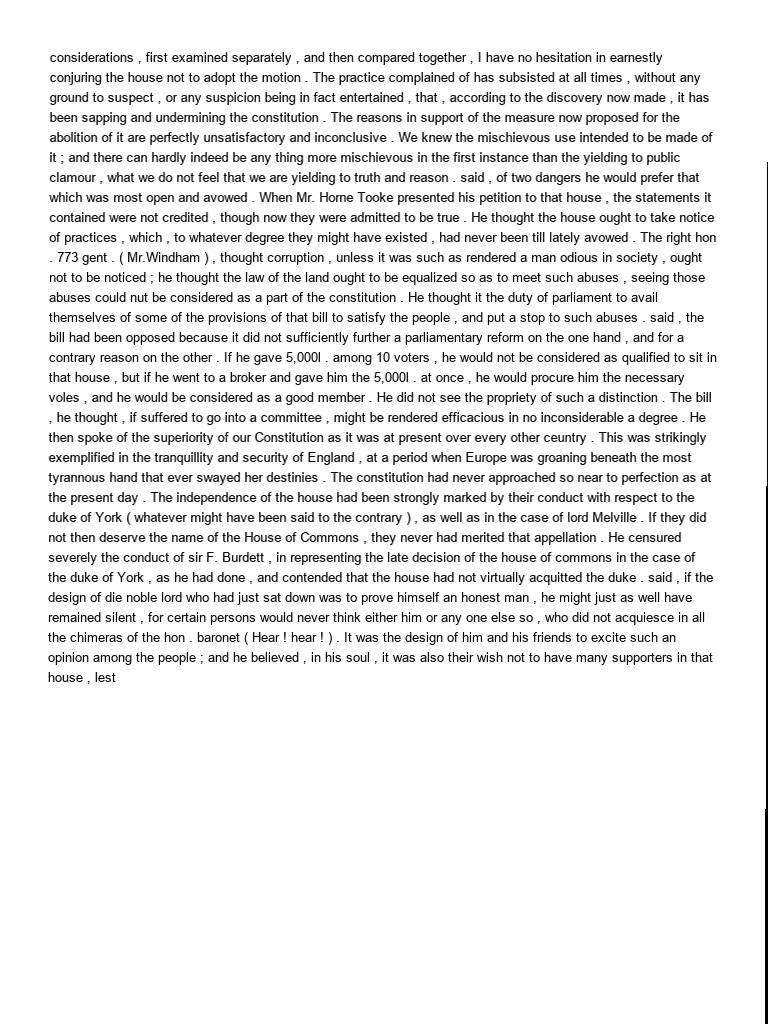 considerations , first examined separately , and then compared together , I have no hesitation in earnestly
conjuring the house not to adopt the motion . The practice complained of has subsisted at all times , without any
ground to suspect , or any suspicion being in fact entertained , that , according to the discovery now made , it has
been sapping and undermining the constitution . The reasons in support of the measure now proposed for the
abolition of it are perfectly unsatisfactory and inconclusive . We knew the mischievous use intended to be made of
it ; and there can hardly indeed be any thing more mischievous in the first instance than the yielding to public
clamour , what we do not feel that we are yielding to truth and reason . said , of two dangers he would prefer that
which was most open and avowed . When Mr. Horne Tooke presented his petition to that house , the statements it
contained were not credited , though now they were admitted to be true . He thought the house ought to take notice
of practices , which , to whatever degree they might have existed , had never been till lately avowed . The right hon
. 773 gent . ( Mr.Windham ) , thought corruption , unless it was such as rendered a man odious in society , ought
not to be noticed ; he thought the law of the land ought to be equalized so as to meet such abuses , seeing those
abuses could nut be considered as a part of the constitution . He thought it the duty of parliament to avail
themselves of some of the provisions of that bill to satisfy the people , and put a stop to such abuses . said , the
bill had been opposed because it did not sufficiently further a parliamentary reform on the one hand , and for a
contrary reason on the other . If he gave 5,000l . among 10 voters , he would not be considered as qualified to sit in
that house , but if he went to a broker and gave him the 5,000l . at once , he would procure him the necessary
voles , and he would be considered as a good member . He did not see the propriety of such a distinction . The bill
, he thought , if suffered to go into a committee , might be rendered efficacious in no inconsiderable a degree . He
then spoke of the superiority of our Constitution as it was at present over every other ceuntry . This was strikingly
exemplified in the tranquillity and security of England , at a period when Europe was groaning beneath the most
tyrannous hand that ever swayed her destinies . The constitution had never approached so near to perfection as at
the present day . The independence of the house had been strongly marked by their conduct with respect to the
duke of York ( whatever might have been said to the contrary ) , as well as in the case of lord Melville . If they did
not then deserve the name of the House of Commons , they never had merited that appellation . He censured
severely the conduct of sir F. Burdett , in representing the late decision of the house of commons in the case of
the duke of York , as he had done , and contended that the house had not virtually acquitted the duke . said , if the
design of die noble lord who had just sat down was to prove himself an honest man , he might just as well have
remained silent , for certain persons would never think either him or any one else so , who did not acquiesce in all
the chimeras of the hon . baronet ( Hear ! hear ! ) . It was the design of him and his friends to excite such an
opinion among the people ; and he believed , in his soul , it was also their wish not to have many supporters in that
house , lest